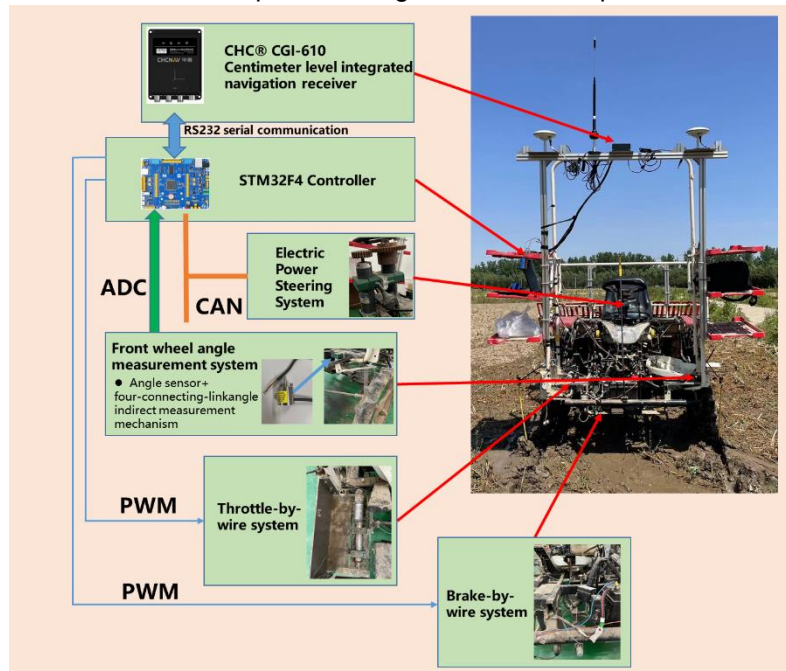 CHC® CGI-610
Centimeter level integrated
navigation receiver
CHCNAV
RS232 serial communication
STM32F4 Controller
ADC
CAN
Electric
Power
Steering
System
Front wheel angle
measurement system
● Angle sensor+
four-connecting-linkangle
indirect measurement
mechanism
PWM
Throttle-by-
wire system
PWM
Brake-by-
wire system